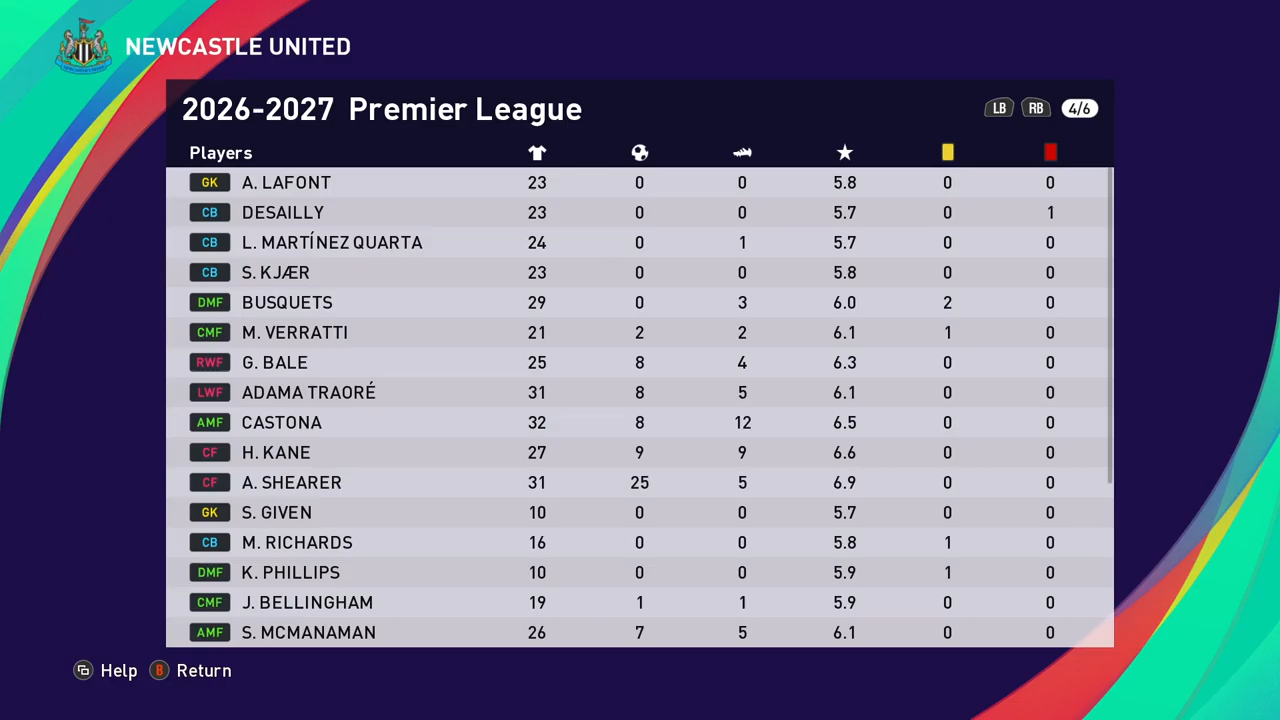 NEWCASTLE UNITED
2026-2027 Premier League LB RB 4/6
Players
GK A. LAFONT 23 0 0 5.8 0 0
CB DESAILLY 23 0 0 5.7 0 1
CB L. MARTÍNEZ QUARTA 24 0 1 5.7 0 0
CB S. KJÆR 23 0 0 5.8 0 0
DMF BUSQUETS 29 0 3 6.0 2 0
CMF M. VERRATTI 21 2 2 6.1 1 0
RWF G. BALE 25 8 4 6.3 0 0
LWF ADAMA TRAORÉ 31 8 5 6.1 0 0
AMF CASTONA 32 8 12 6.5 0 0
CF H. KANE 27 9 9 6.6 0 0
CF A. SHEARER 31 25 5 6.9 0 0
GK S. GIVEN 10 0 0 5.7 0 0
CB M. RICHARDS 16 0 0 5.8 1 0
DMF K. PHILLIPS 10 0 0 5.9 1 0
CMF J. BELLINGHAM 19 1 1 5.9 0 0
AMF S. MCMANAMAN 26 7 5 6.1 0 0
Help B Return